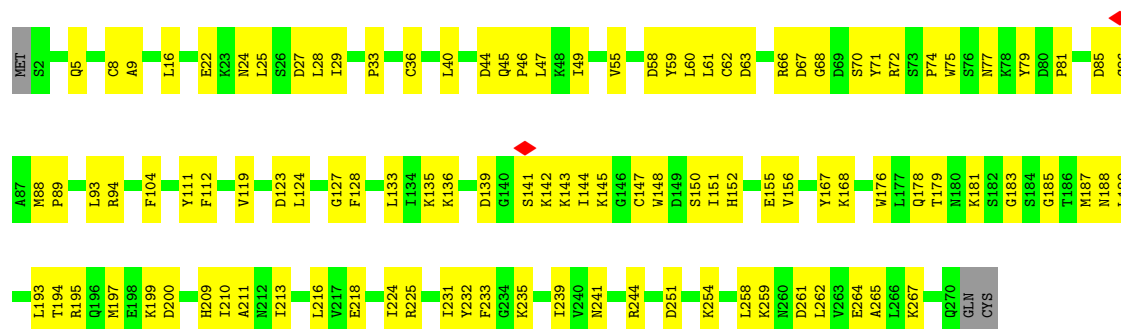 MET S2 Q5 C8 A9 L16 E22 K23 N24 L25 S26 D27 L28 I29 P33 C36 L40 D44 Q45 P46 L47 K48 I49 V55 D58 Y59 L60 L61 C62 D63 R66 D67 G68 D69 S70 Y71 R72 S73 P74 W75 S76 N77 K78 Y79 D80 P81 D85
A87 M88 P89 L93 R94 F104 Y111 F112 V119 D123 L124 G127 F128 L133 I134 K135 K136 D139 G140 S141 K142 K143 I144 K145 G146 C147 W148 D149 S150 I151 H152 E155 V156 Y167 K168 W176 L177 Q178 T179 N180 K181 S182 G183 S184 G185 T186 M187 N188
L193 T194 R195 Q196 M197 E198 K199 D200 H209 I210 A211 N212 I213 L216 V217 E218 I224 R225 I231 Y232 F233 G234 K235 I239 V240 N241 R244 D251 K254 L258 K259 N260 D261 L262 V263 E264 A265 L266 K267 Q270 GLN CYS